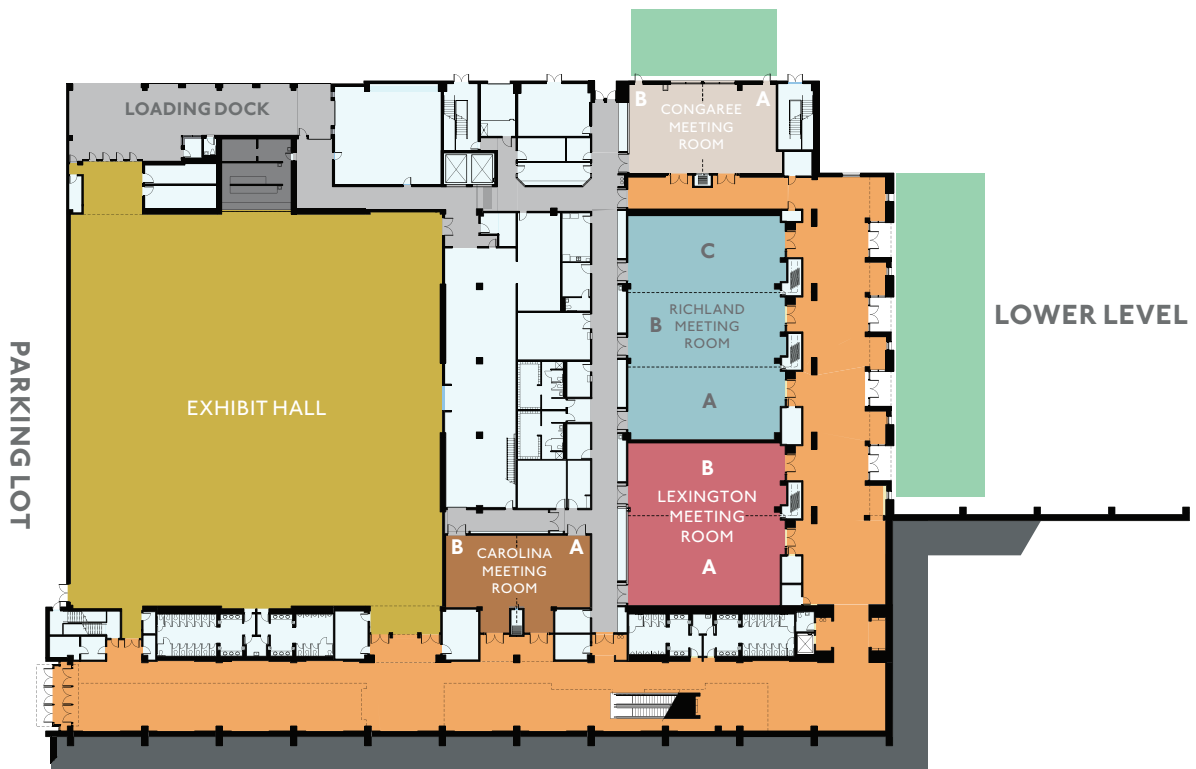 LOADING DOCK
B
A
CONGAREE
MEETING
ROOM
C
RICHLAND
B
MEETING
ROOM
A
LOWER LEVEL
PARKING LOT
EXHIBIT HALL
B
LEXINGTON
MEETING
ROOM
A
B
A
CAROLINA
MEETING
ROOM